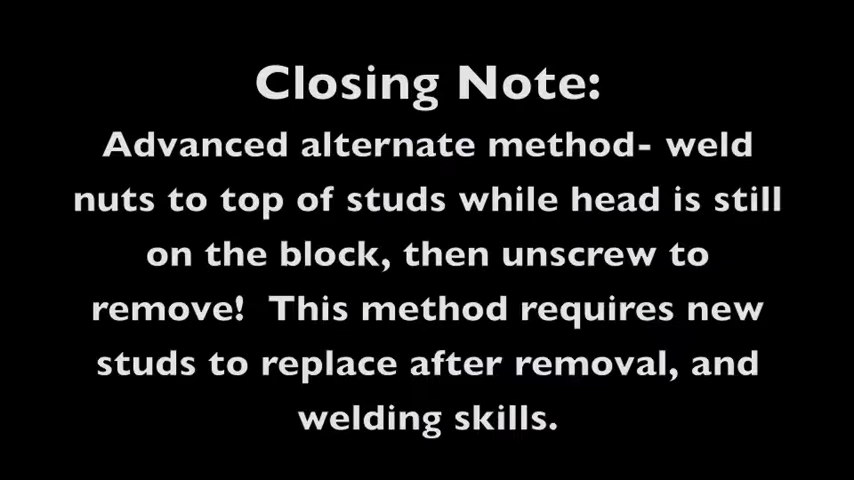 Closing Note:
Advanced alternate method- weld
nuts to top of studs while head is still
on the block, then unscrew to
remove!  This method requires new
studs to replace after removal, and
welding skills.